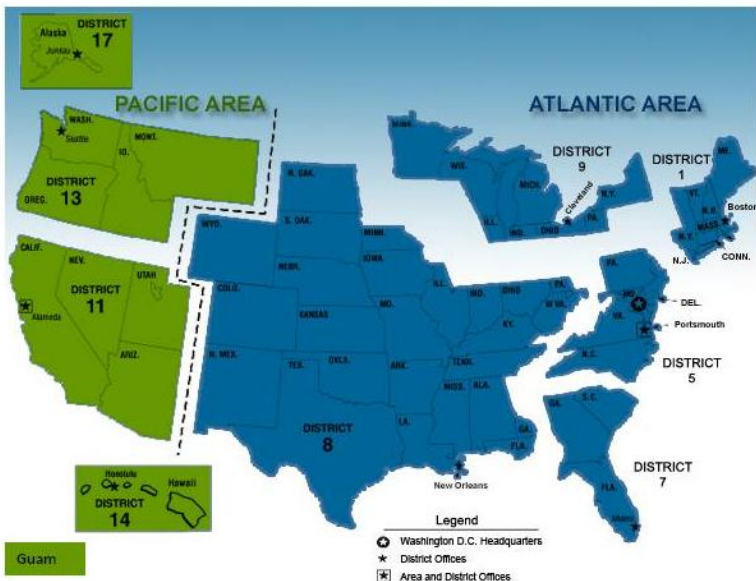 DISTRICT
17
Alaska
Juneau
PACIFIC AREA
ATLANTIC AREA
WASH.
Seattle
MONT.
ID.
DISTRICT
13
OREG.
CALIF.
NEV.
UTAH
DISTRICT
11
Alameda
ARIZ.
Honolulu
Hawaii
DISTRICT
14
Guam
MINN.
WIS.
MICH.
ILL.
IND.
OHIO
PA.
N.Y.
Cleveland
DISTRICT
9
DISTRICT
1
ME.
VT.
N.H.
MASS.
Boston
N.Y.
CONN.
N.J.
N. DAK.
S. DAK.
WYO.
MINN.
NEBR.
IOWA
COLO.
KANSAS
MO.
ILL.
IND.
OHIO
PA.
W VA.
KY.
N. MEX.
TEX.
OKLA.
ARK.
TENN.
MISS.
ALA.
LA.
GA.
FLA.
DISTRICT
8
New Orleans
PA.
MD.
DEL.
VA.
Portsmouth
N.C.
DISTRICT
5
GA.
S.C.
FLA.
Miami
DISTRICT
7
Legend
Washington D.C. Headquarters
District Offices
Area and District Offices